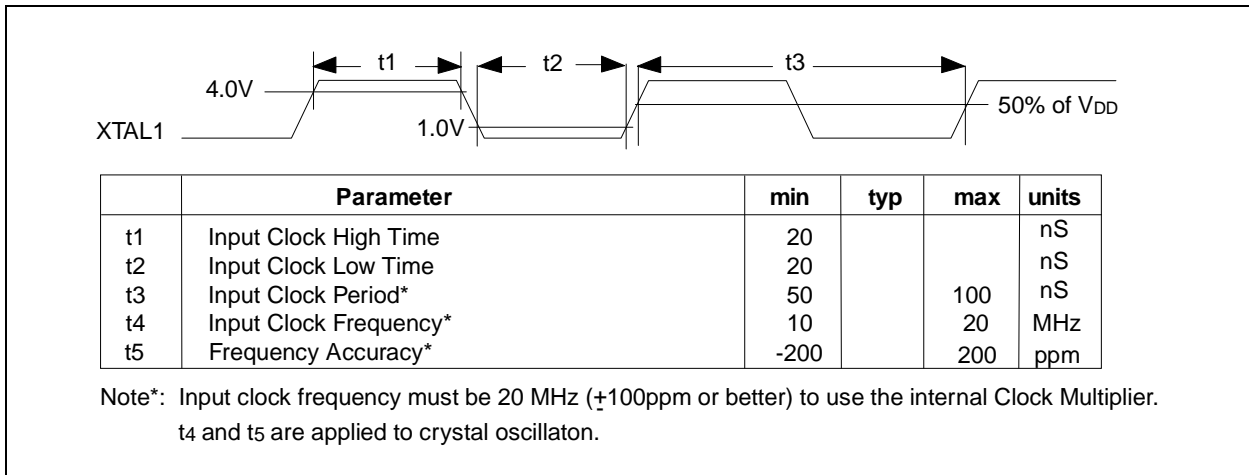 t1 t2 t3
4.0V
50% of VDD
XTAL1 1.0V
Parameter min typ max units
t1 Input Clock High Time 20 nS
t2 Input Clock Low Time 20 nS
t3 Input Clock Period* 50 100 nS
t4 Input Clock Frequency* 10 20 MHz
t5 Frequency Accuracy* -200 200 ppm
Note*: Input clock frequency must be 20 MHz (±100ppm or better) to use the internal Clock Multiplier.
t4 and t5 are applied to crystal oscillaton.